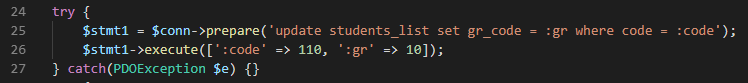 24 try {
25 $stmt1 = $conn->prepare('update students_list set gr_code = :gr where code = :code');
26 $stmt1->execute([':code' => 110, ':gr' => 10]);
27 } catch(PDOException $e) {}